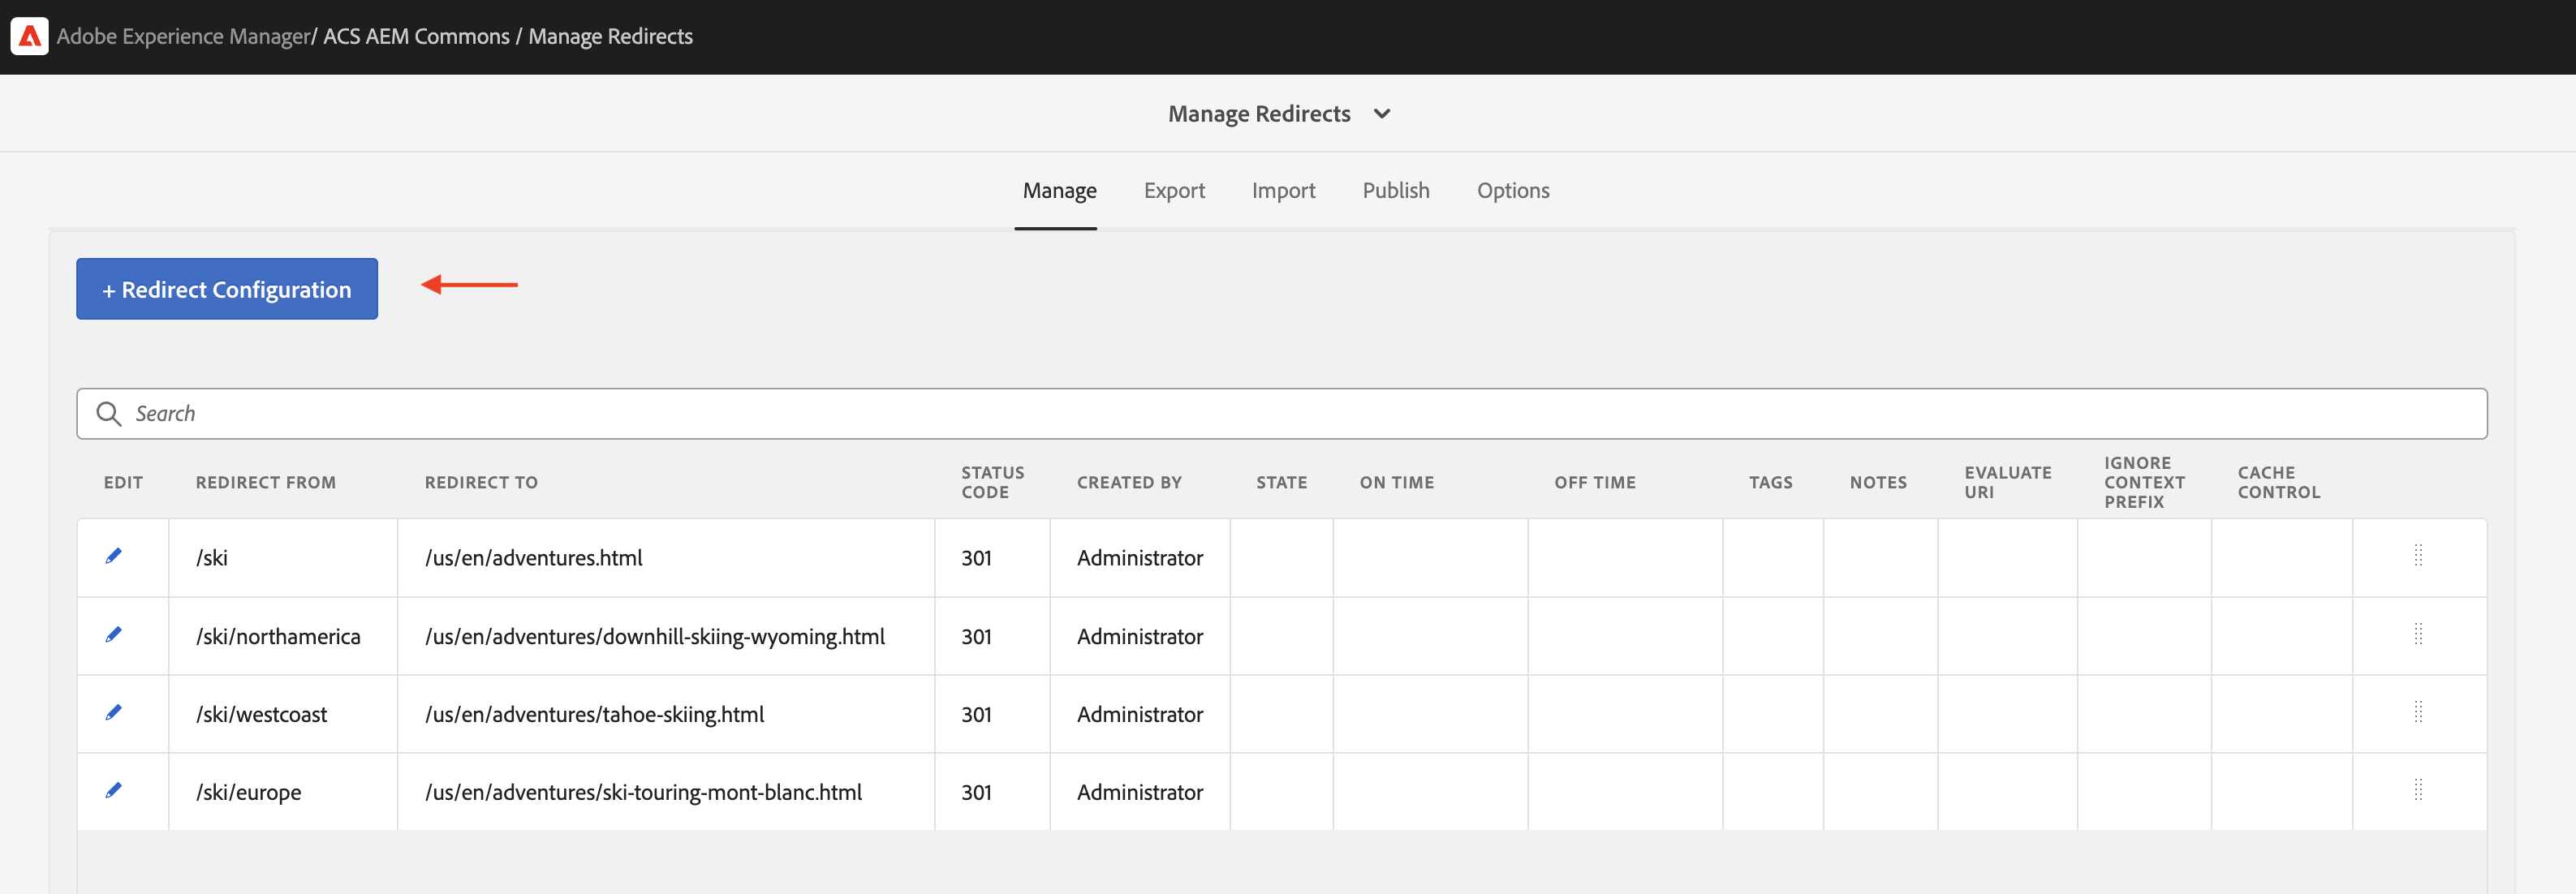 Adobe Experience Manager/ ACS AEM Commons / Manage Redirects
Manage Redirects
Manage Export Import Publish Options
+ Redirect Configuration
Search
EDIT REDIRECT FROM REDIRECT TO STATUS CODE CREATED BY STATE ON TIME OFF TIME TAGS NOTES EVALUATE URI IGNORE CONTEXT PREFIX CACHE CONTROL
/ski /us/en/adventures.html 301 Administrator
/ski/northamerica /us/en/adventures/downhill-skiing-wyoming.html 301 Administrator
/ski/westcoast /us/en/adventures/tahoe-skiing.html 301 Administrator
/ski/europe /us/en/adventures/ski-touring-mont-blanc.html 301 Administrator